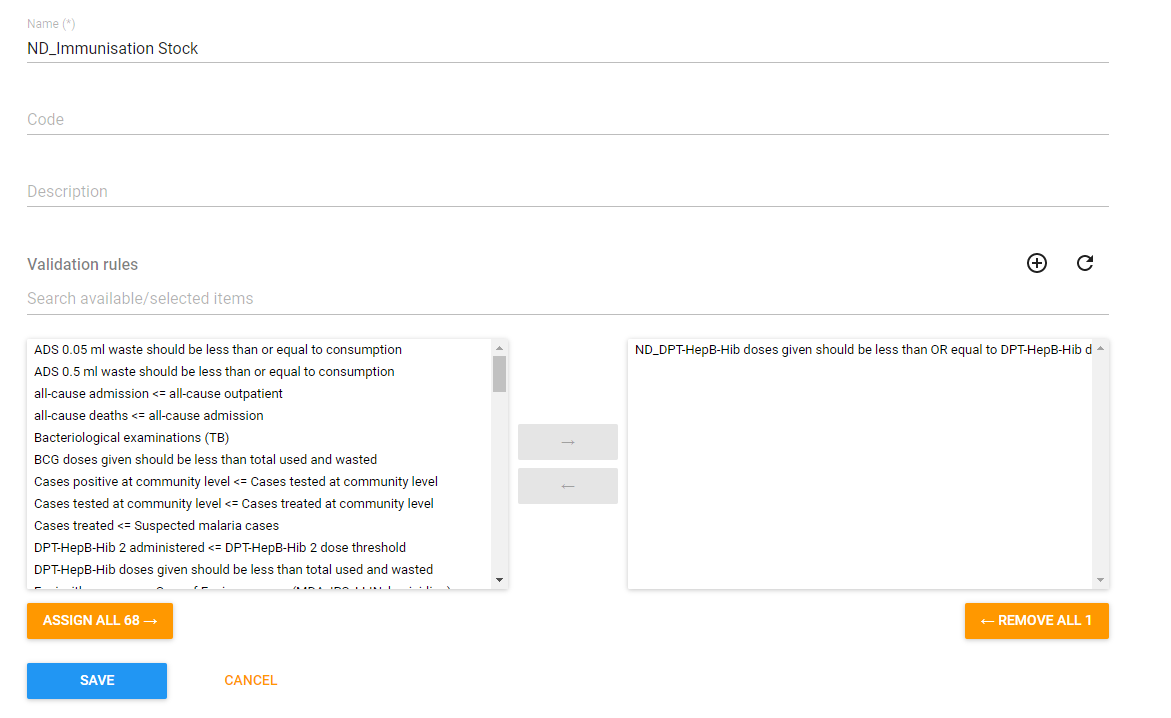 Name (*)
ND_Immunisation Stock
Code
Description
Validation rules
Search available/selected items
ADS 0.05 ml waste should be less than or equal to consumption
ADS 0.5 ml waste should be less than or equal to consumption
all-cause admission <= all-cause outpatient
all-cause deaths <= all-cause admission
Bacteriological examinations (TB)
BCG doses given should be less than total used and wasted
Cases positive at community level <= Cases tested at community level
Cases tested at community level <= Cases treated at community level
Cases treated <= Suspected malaria cases
DPT-HepB-Hib 2 administered <= DPT-HepB-Hib 2 dose threshold
DPT-HepB-Hib doses given should be less than total used and wasted
→
←
ND_DPT-HepB-Hib doses given should be less than OR equal to DPT-HepB-Hib d
ASSIGN ALL 68 →
← REMOVE ALL 1
SAVE
CANCEL